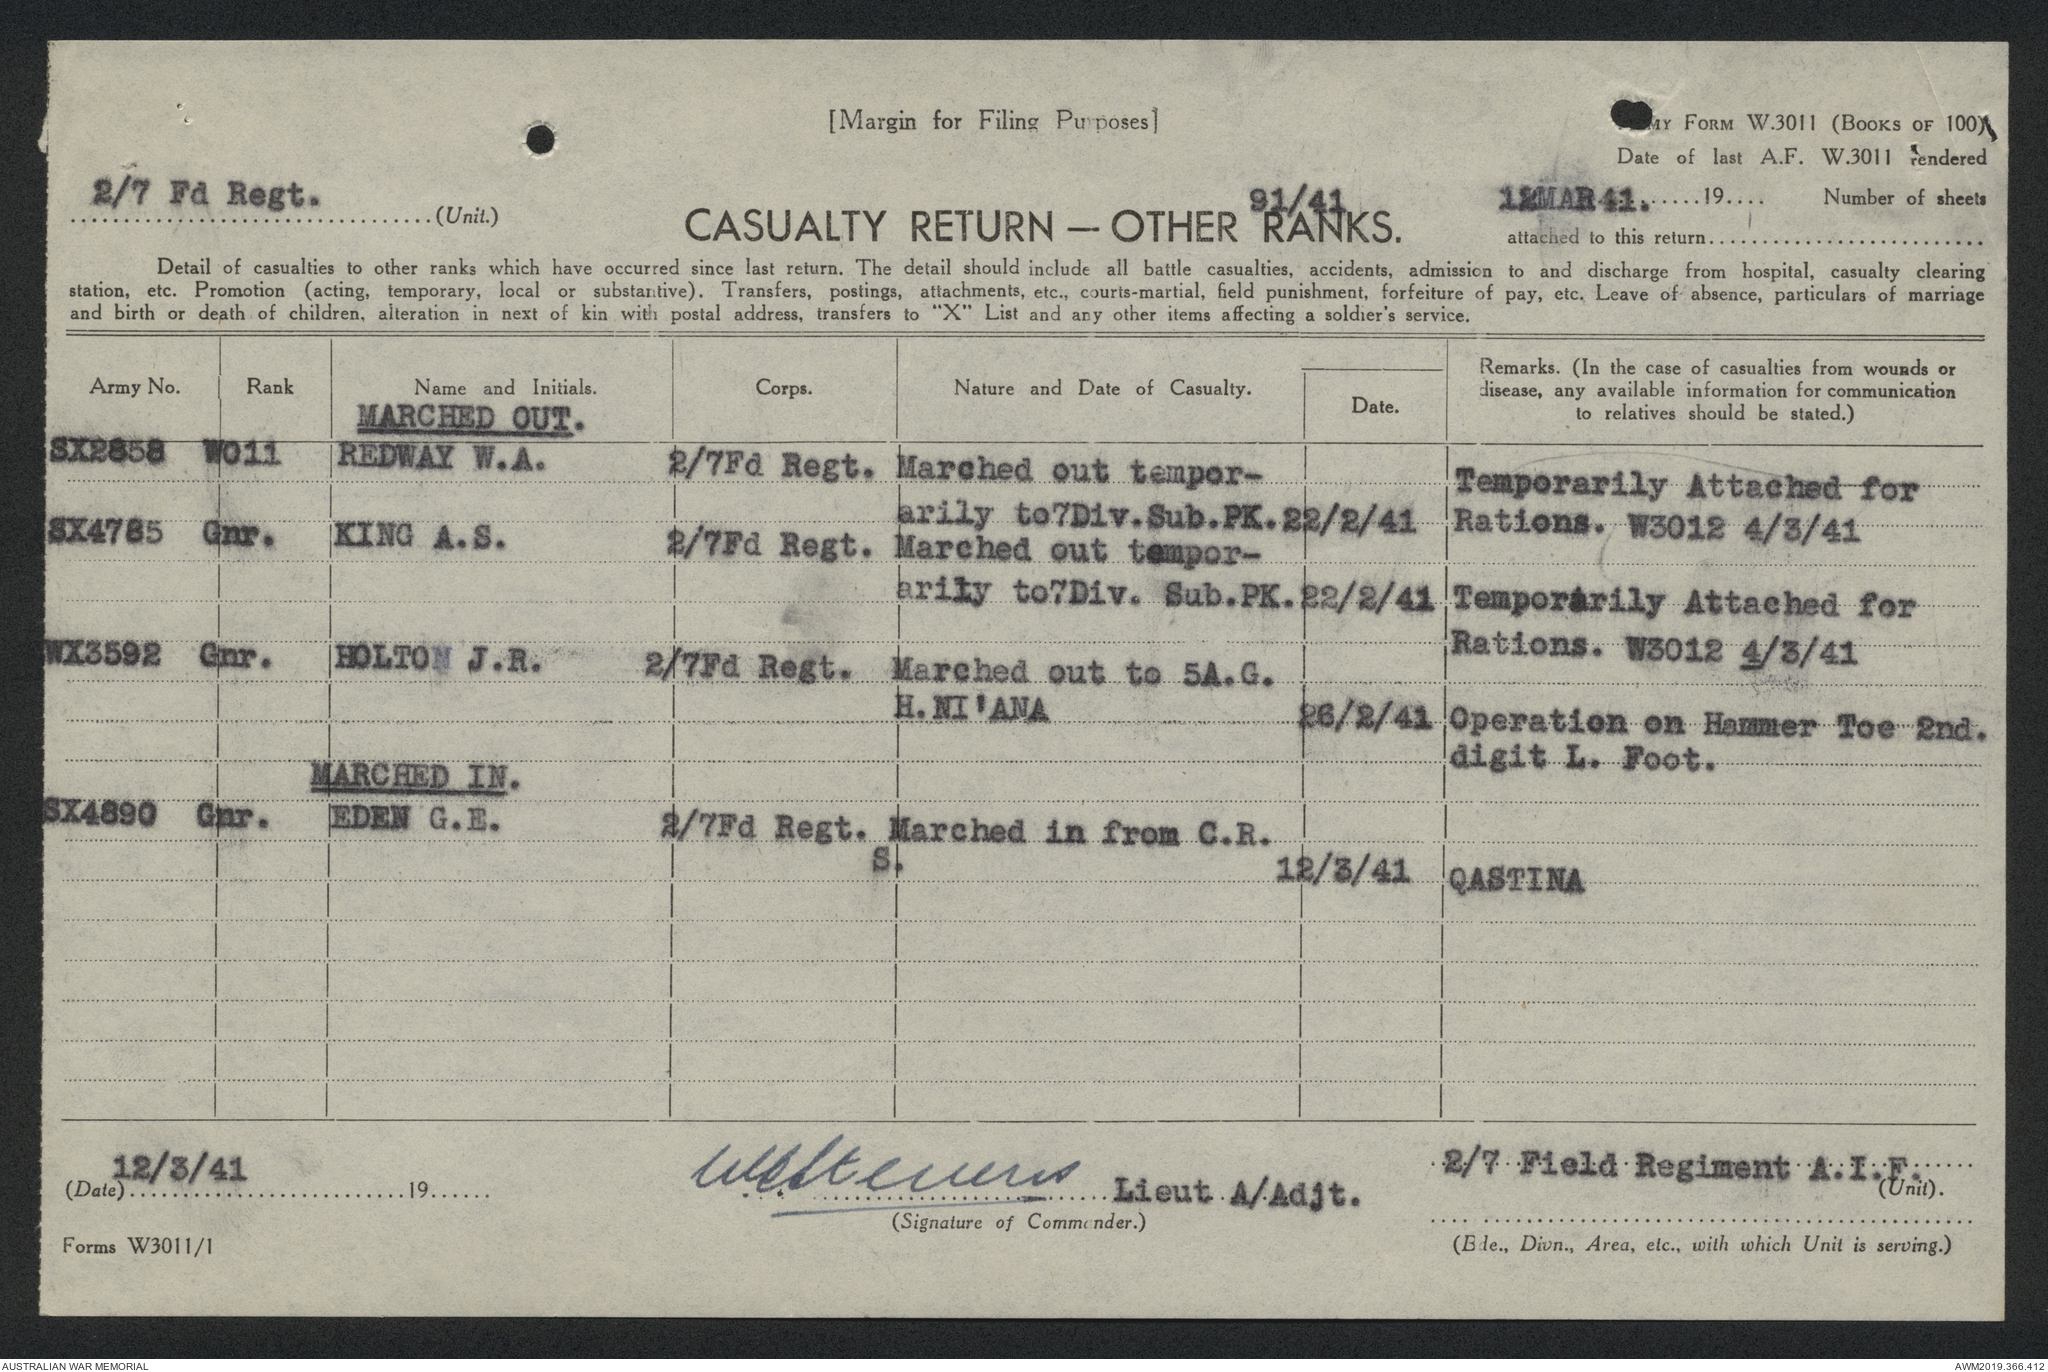 [Margin for Filing Purposes]
ARMY FORM W.3011 (BOOKS OF 100)
Date of last A.F. W.3011 rendered
2/7 Fd Regt. (Unit.)
91/41
12MAR41. 19.... Number of sheets
CASUALTY RETURN — OTHER RANKS.
attached to this return
Detail of casualties to other ranks which have occurred since last return. The detail should include all battle casualties, accidents, admission to and discharge from hospital, casualty clearing
station, etc. Promotion (acting, temporary, local or substantive). Transfers, postings, attachments, etc., courts-martial, field punishment, forfeiture of pay, etc. Leave of absence, particulars of marriage
and birth or death of children, alteration in next of kin with postal address, transfers to "X" List and any other items affecting a soldier's service.
Army No. Rank Name and Initials. Corps. Nature and Date of Casualty. Date. Remarks. (In the case of casualties from wounds or
disease, any available information for communication
to relatives should be stated.)
MARCHED OUT.
SX2858 WO11 REDWAY W.A. 2/7Fd Regt. Marched out tempor-
arily to7Div.Sub.PK. 22/2/41 Temporarily Attached for
Rations. W3012 4/3/41
SX4785 Gnr. KING A.S. 2/7Fd Regt. Marched out tempor-
arily to7Div. Sub.PK. 22/2/41 Temporarily Attached for
Rations. W3012 4/3/41
WX3592 Gnr. HOLTON J.R. 2/7Fd Regt. Marched out to 5A.G.
H.NI'ANA 26/2/41 Operation on Hammer Toe 2nd.
digit L. Foot.
MARCHED IN.
SX4890 Gnr. EDEN G.E. 2/7Fd Regt. Marched in from C.R.
S. 12/3/41 QASTINA
12/3/41
(Date) 19......
Lieut A/Adjt.
(Signature of Commander.)
2/7 Field Regiment A.I.F.
(Unit).
Forms W3011/1
(Bde., Divn., Area, etc., with which Unit is serving.)
AUSTRALIAN WAR MEMORIAL
AWM2019.366.412